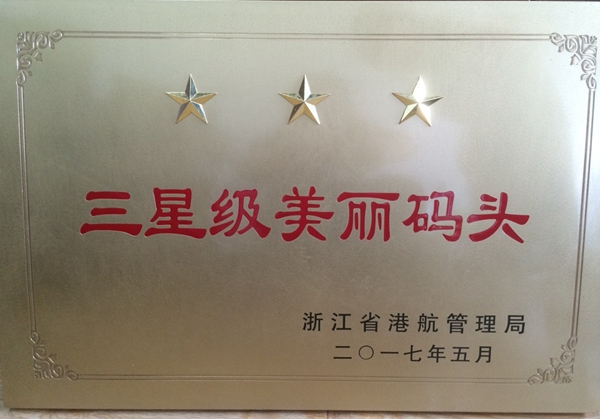 三星级美丽码头
浙江省港航管理局
二〇一七年五月